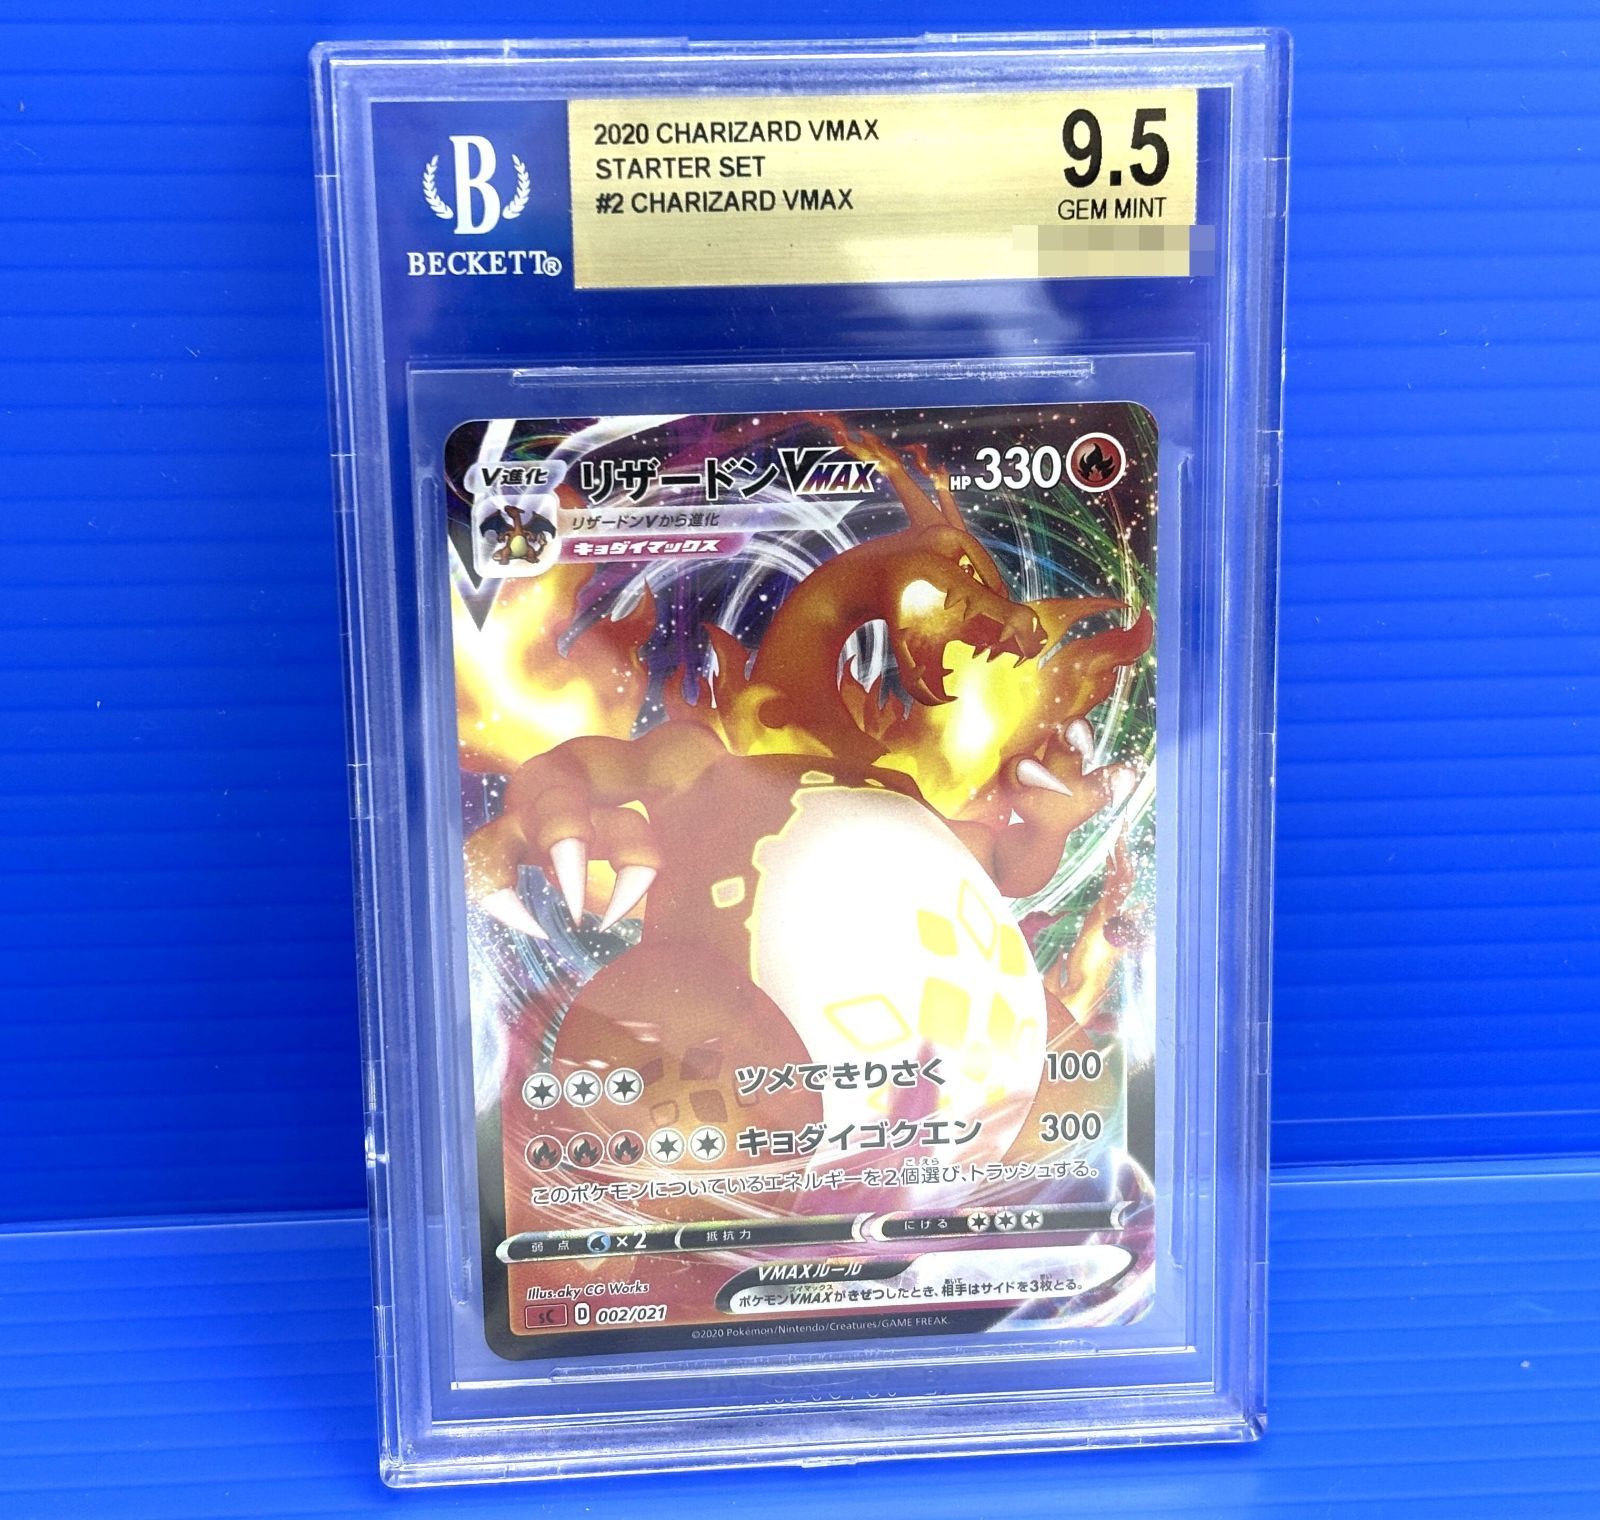 B
BECKETT®
2020 CHARIZARD VMAX
STARTER SET
#2 CHARIZARD VMAX
9.5
GEM MINT
V進化
リザードンVMAX
HP 330
リザードンVから進化
キョダイマックス
ツメできりさく 100
キョダイゴクエン 300
このポケモンについているエネルギーを2個選び、トラッシュする。
弱点 ×2 抵抗力 にげる
VMAXルール
ポケモンVMAXがきぜつしたとき、相手はサイドを3枚とる。
Illus.aky CG Works
sC D 002/021
©2020 Pokémon/Nintendo/Creatures/GAME FREAK.